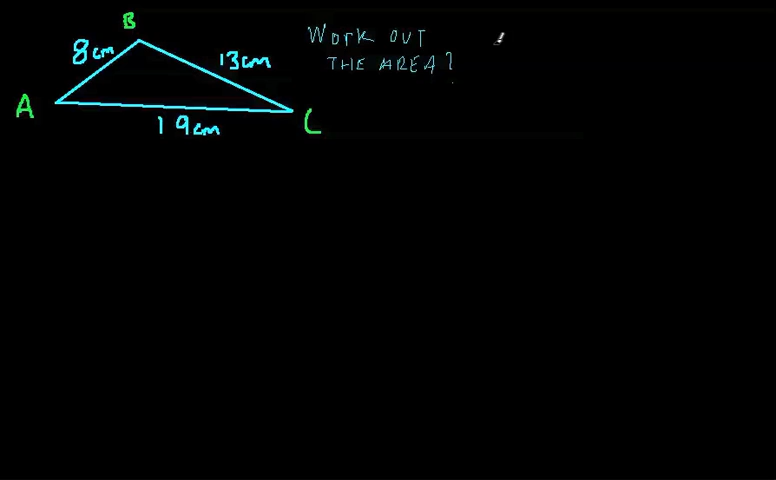 B
8cm
13cm
WORK OUT
THE AREA?
A
19cm
C